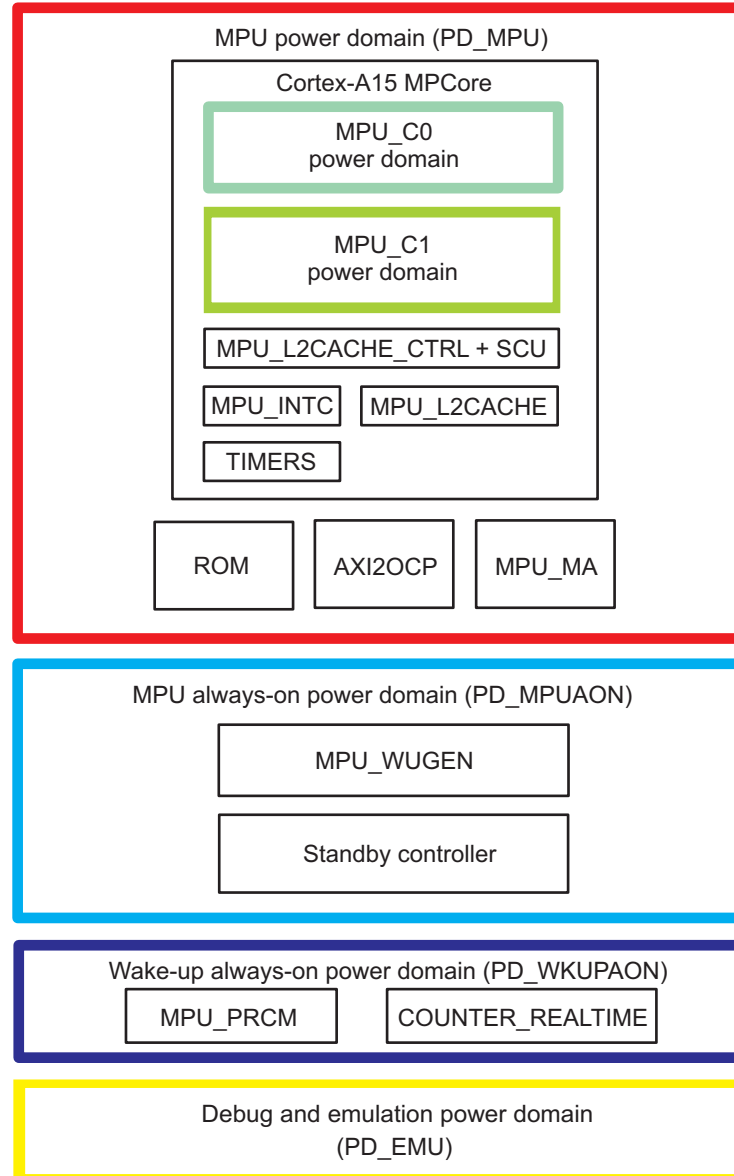 MPU power domain (PD_MPU)
Cortex-A15 MPCore
MPU_C0
power domain
MPU_C1
power domain
MPU_L2CACHE_CTRL + SCU
MPU_INTC
MPU_L2CACHE
TIMERS
ROM
AXI2OCP
MPU_MA
MPU always-on power domain (PD_MPUAON)
MPU_WUGEN
Standby controller
Wake-up always-on power domain (PD_WKUPAON)
MPU_PRCM
COUNTER_REALTIME
Debug and emulation power domain
(PD_EMU)